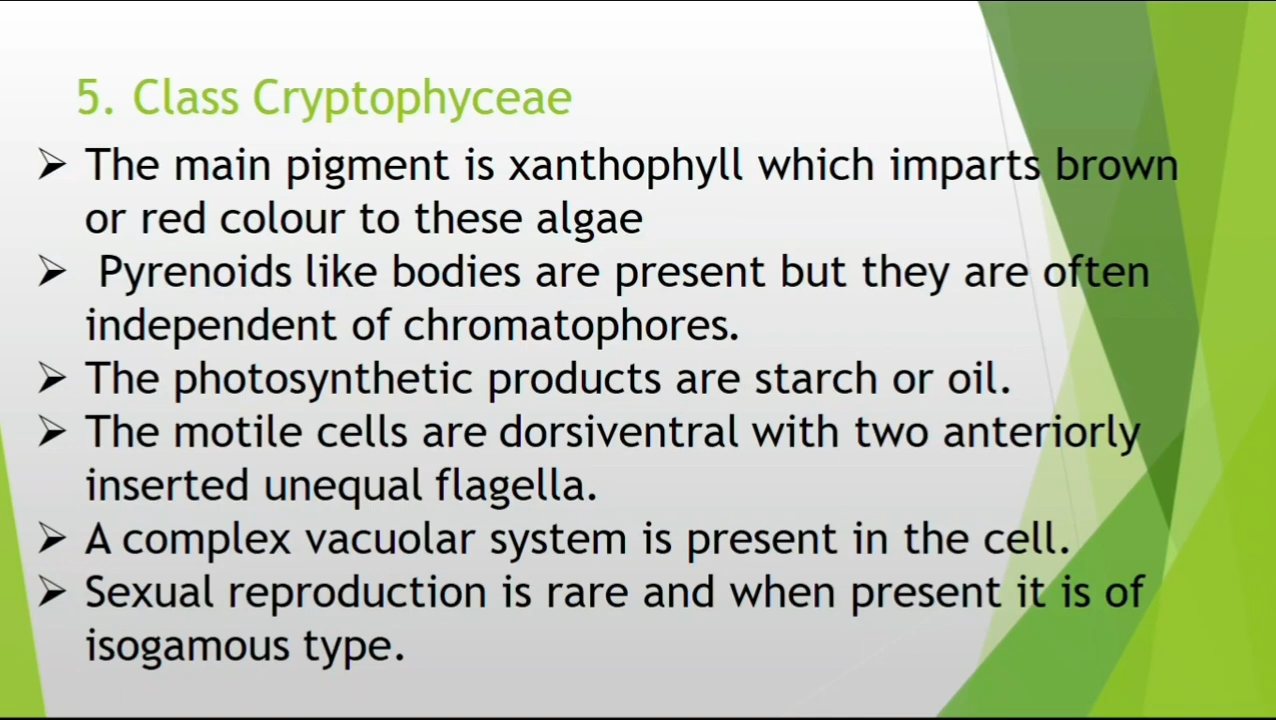 5. Class Cryptophyceae
➢ The main pigment is xanthophyll which imparts brown
or red colour to these algae
➢ Pyrenoids like bodies are present but they are often
independent of chromatophores.
➢ The photosynthetic products are starch or oil.
➢ The motile cells are dorsiventral with two anteriorly
inserted unequal flagella.
➢ A complex vacuolar system is present in the cell.
➢ Sexual reproduction is rare and when present it is of
isogamous type.